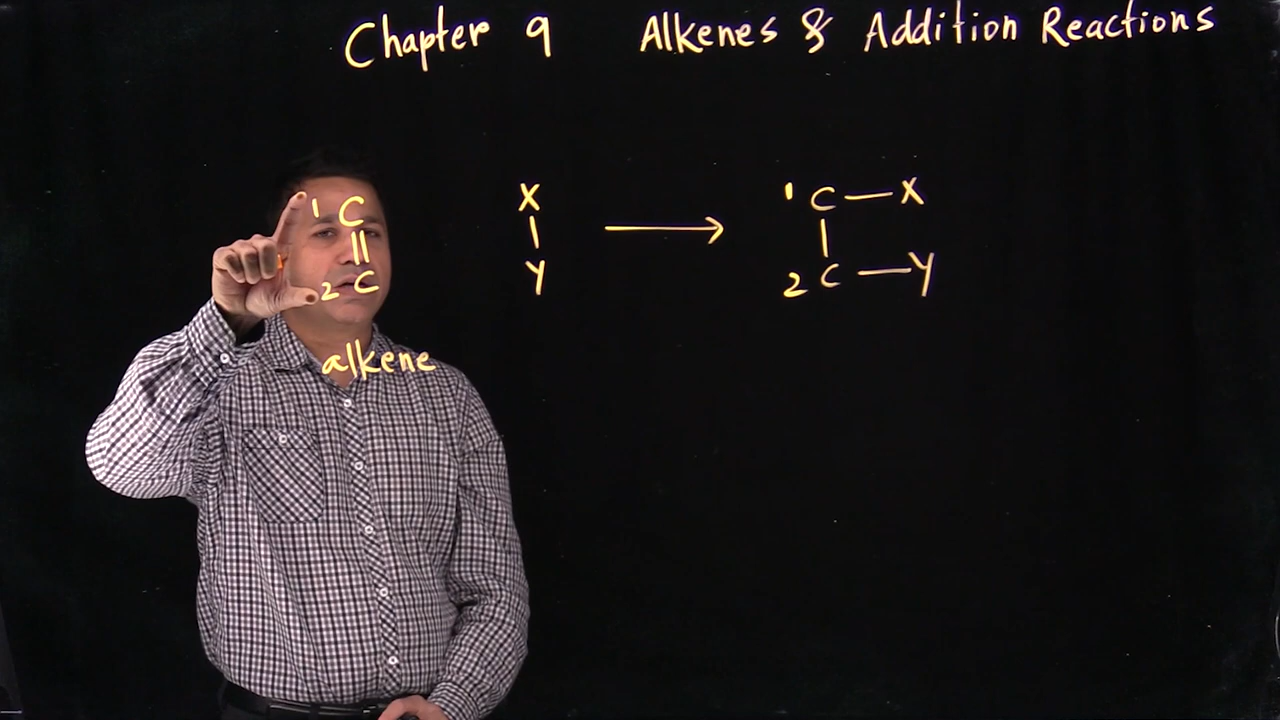 Chapter 9 Alkenes & Addition Reactions
1 C X 1 C — X
|| | → |
2 C Y 2 C — Y
alkene